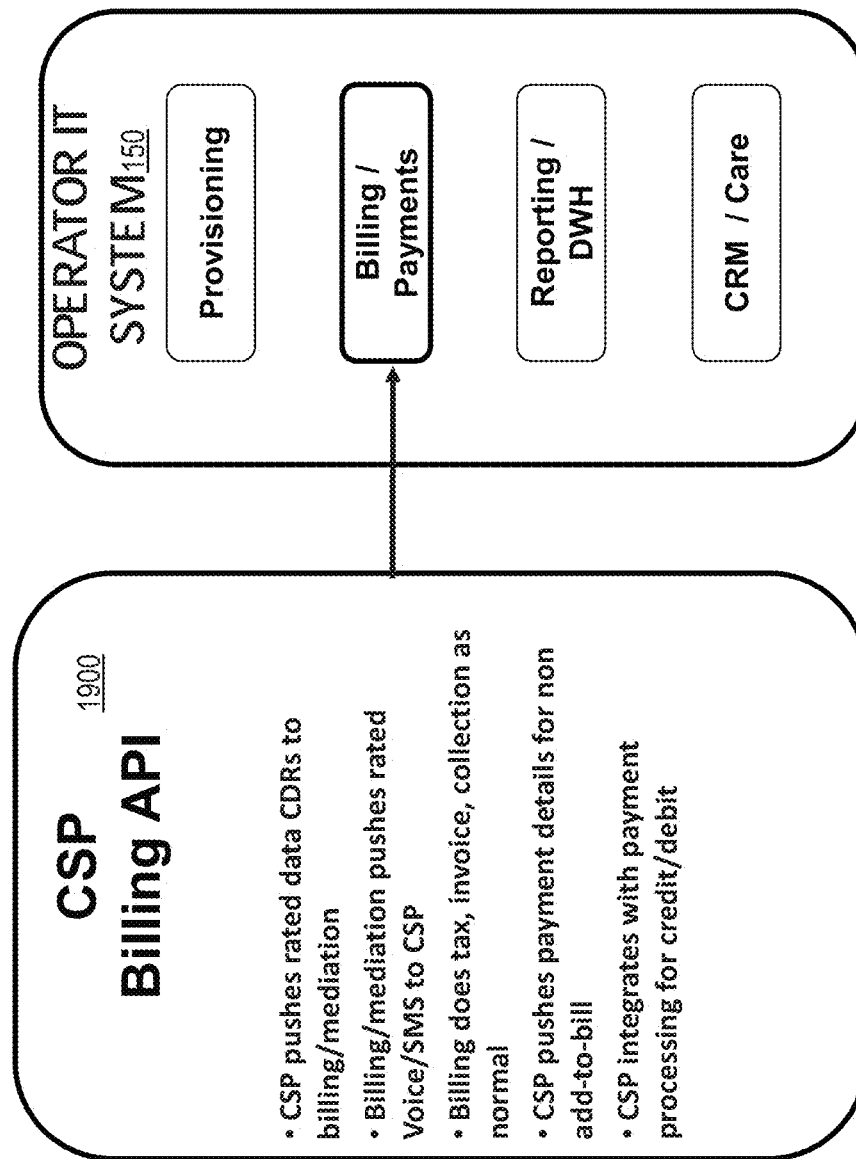 CSP
1900
Billing API
• CSP pushes rated data CDRs to
billing/mediation
• Billing/mediation pushes rated
Voice/SMS to CSP
• Billing does tax, invoice, collection as
normal
• CSP pushes payment details for non
add-to-bill
• CSP integrates with payment
processing for credit/debit
OPERATOR IT
SYSTEM 150
Provisioning
Billing /
Payments
Reporting /
DWH
CRM / Care